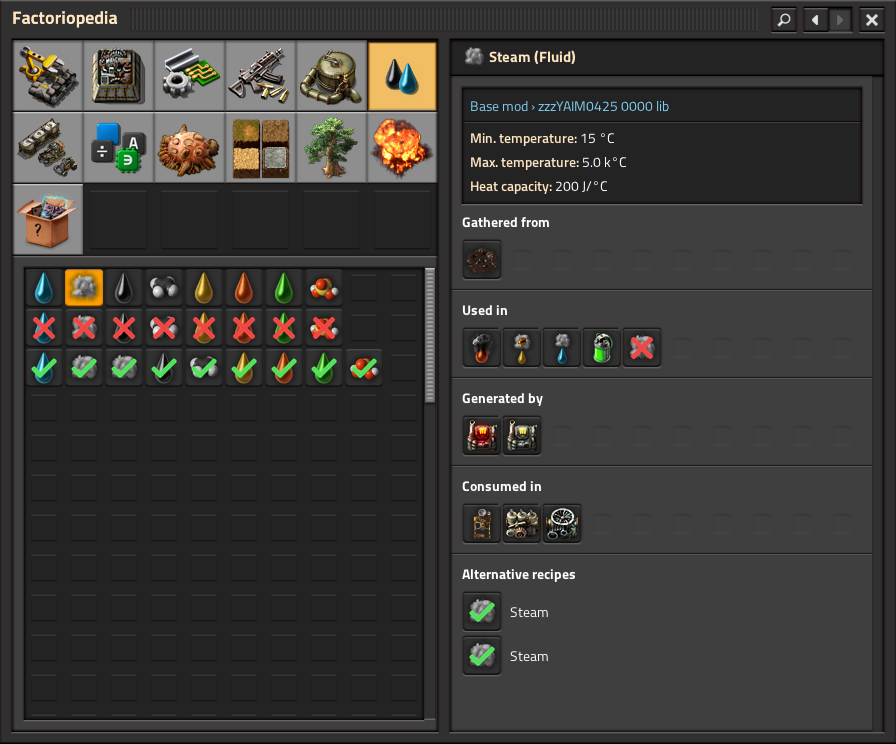 Factoriopedia
Steam (Fluid)
Base mod › zzzYAIM0425 0000 lib
Min. temperature: 15 °C
Max. temperature: 5.0 k°C
Heat capacity: 200 J/°C
Gathered from
Used in
Generated by
Consumed in
Alternative recipes
Steam
Steam